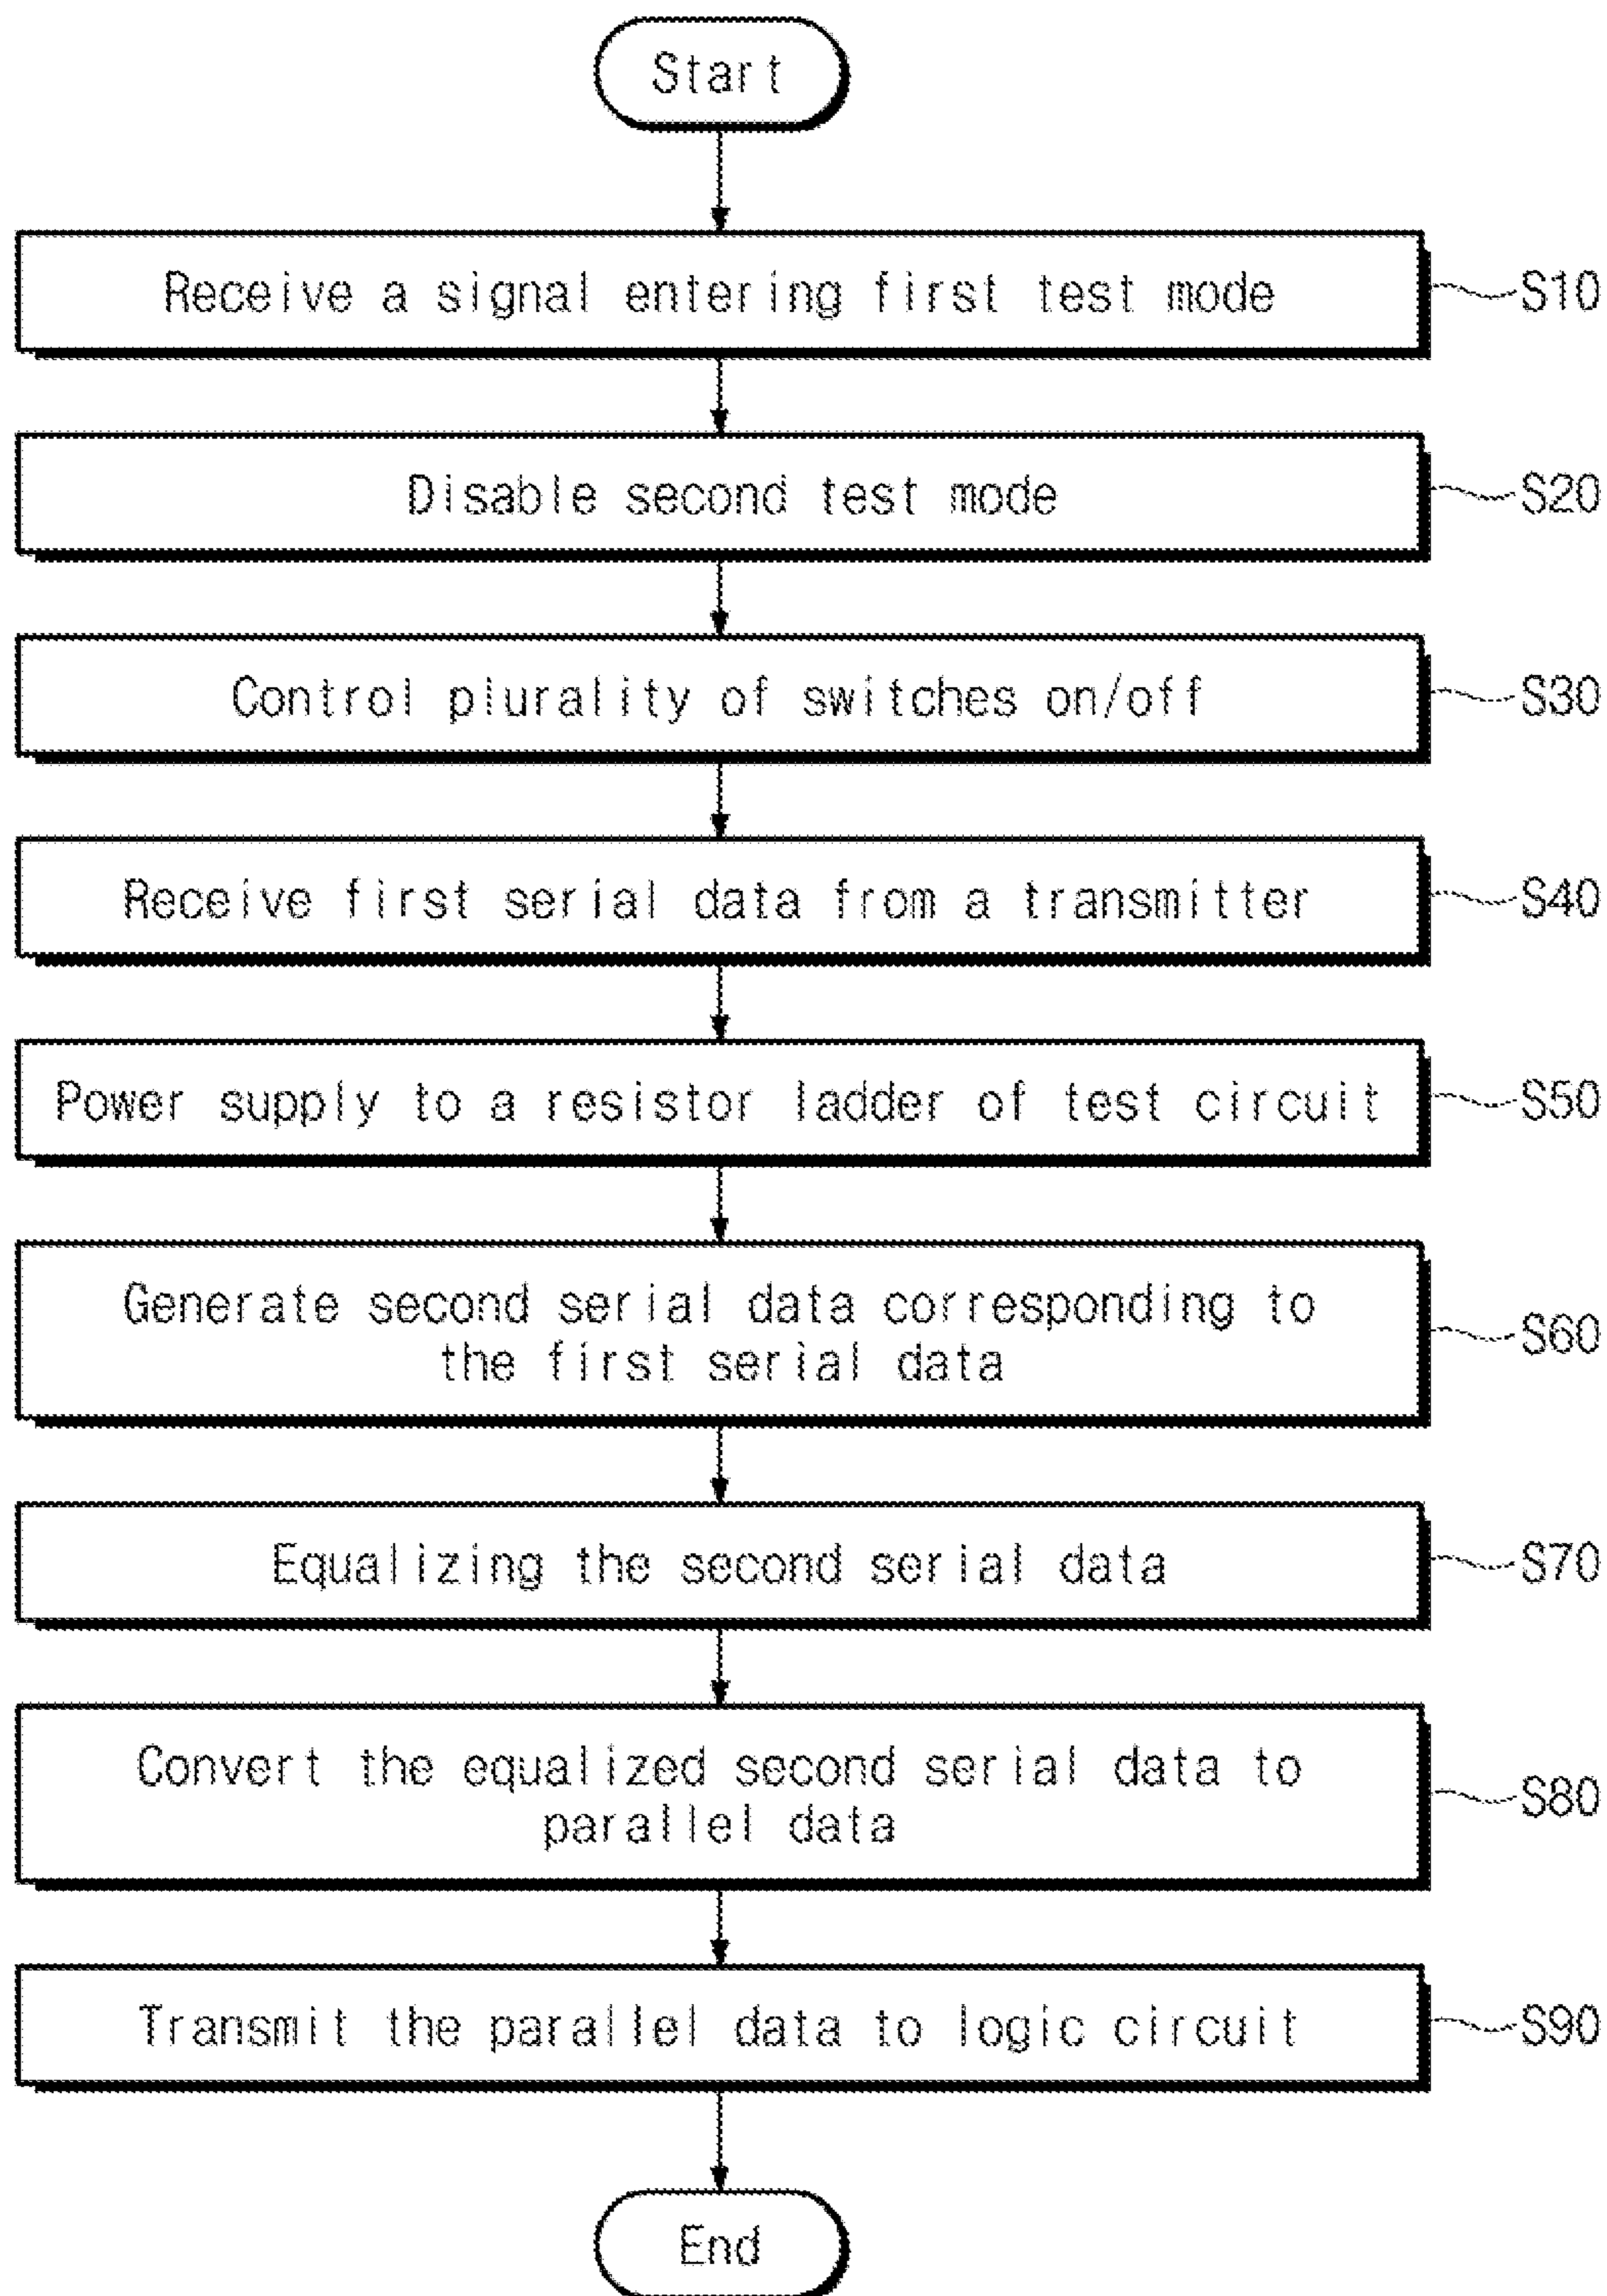 Start
Receive a signal entering first test mode
S10
Disable second test mode
S20
Control plurality of switches on/off
S30
Receive first serial data from a transmitter
S40
Power supply to a resistor ladder of test circuit
S50
Generate second serial data corresponding to
the first serial data
S60
Equalizing the second serial data
S70
Convert the equalized second serial data to
parallel data
S80
Transmit the parallel data to logic circuit
S90
End